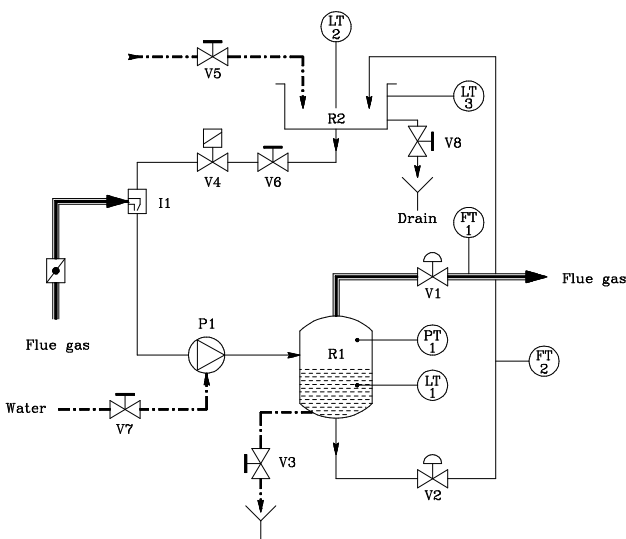 LT
2
V5
LT
3
R2
V8
V4
V6
I1
Drain
FT
1
Flue gas
V1
P1
Flue gas
R1
PT
1
FT
2
LT
1
Water
V7
V3
V2